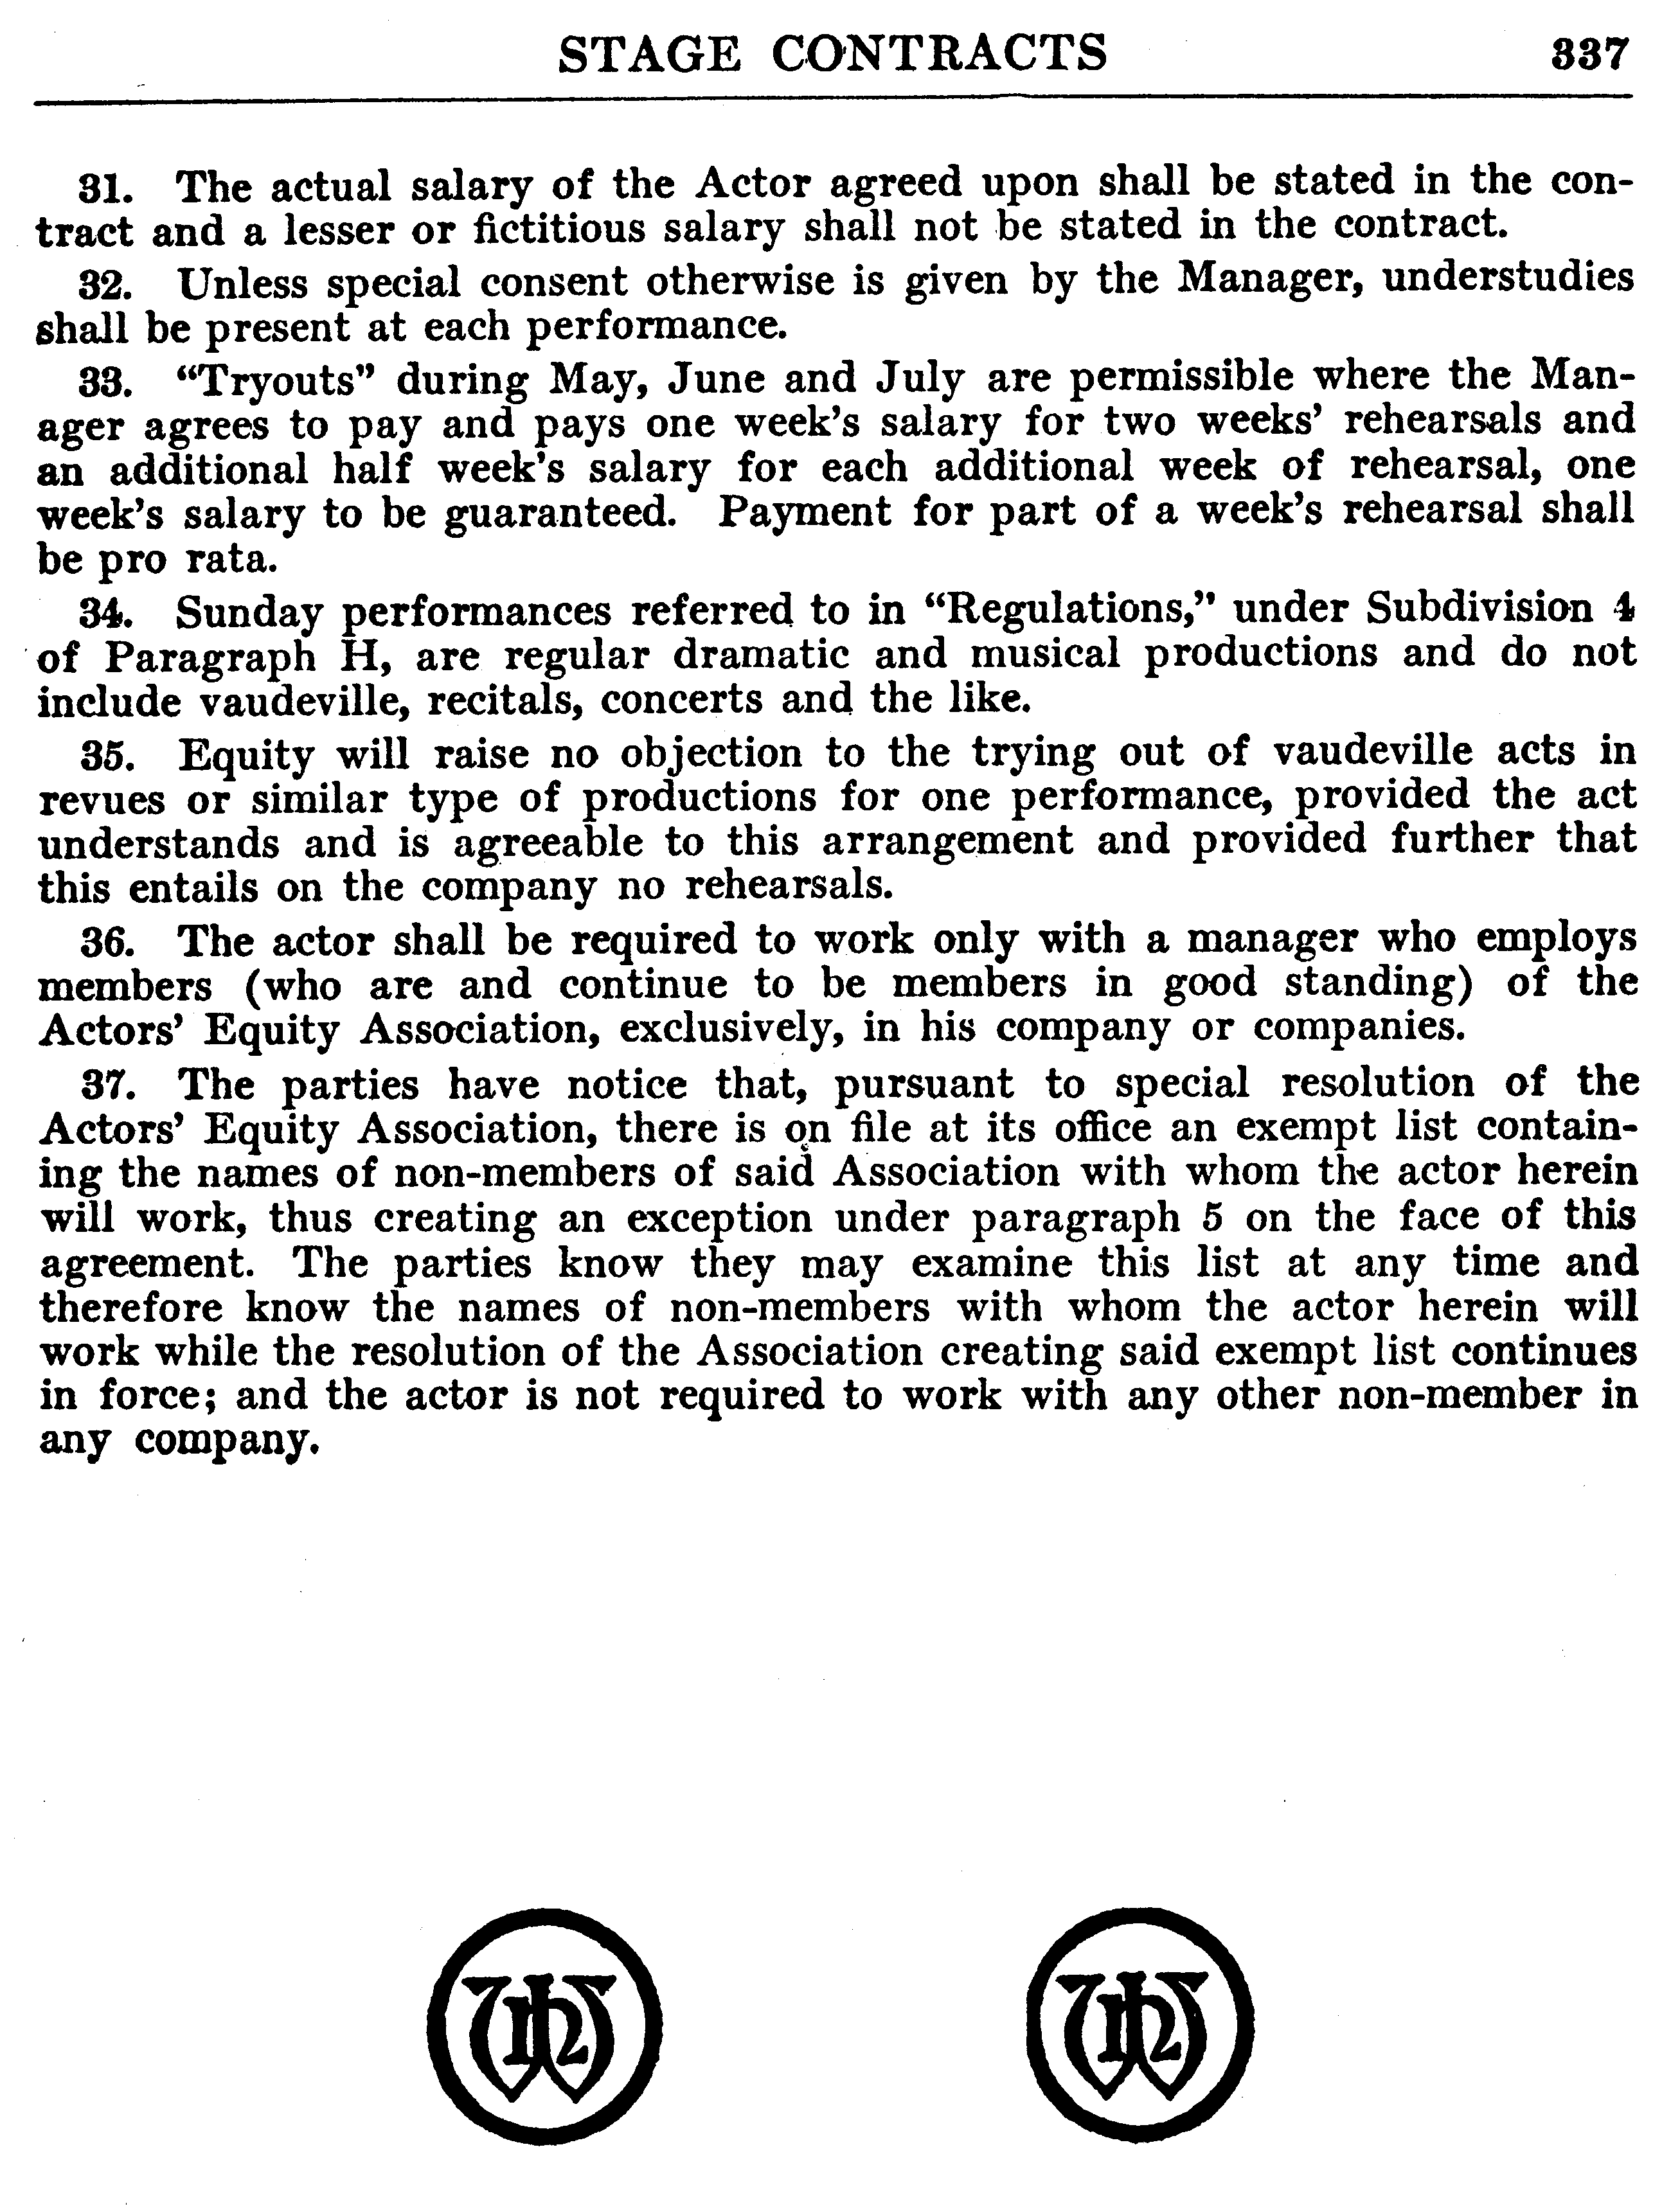 STAGE CONTRACTS 337
31. The actual salary of the Actor agreed upon shall be stated in the con-
tract and a lesser or fictitious salary shall not be stated in the contract.
32. Unless special consent otherwise is given by the Manager, understudies
shall be present at each performance.
33. “Tryouts” during May, June and July are permissible where the Man-
ager agrees to pay and pays one week’s salary for two weeks’ rehearsals and
an additional half week’s salary for each additional week of rehearsal, one
week’s salary to be guaranteed. Payment for part of a week’s rehearsal shall
be pro rata.
34. Sunday performances referred to in “Regulations,” under Subdivision 4
of Paragraph H, are regular dramatic and musical productions and do not
include vaudeville, recitals, concerts and the like.
35. Equity will raise no objection to the trying out of vaudeville acts in
revues or similar type of productions for one performance, provided the act
understands and is agreeable to this arrangement and provided further that
this entails on the company no rehearsals.
36. The actor shall be required to work only with a manager who employs
members (who are and continue to be members in good standing) of the
Actors’ Equity Association, exclusively, in his company or companies.
37. The parties have notice that, pursuant to special resolution of the
Actors’ Equity Association, there is on file at its office an exempt list contain-
ing the names of non-members of said Association with whom the actor herein
will work, thus creating an exception under paragraph 5 on the face of this
agreement. The parties know they may examine this list at any time and
therefore know the names of non-members with whom the actor herein will
work while the resolution of the Association creating said exempt list continues
in force; and the actor is not required to work with any other non-member in
any company.